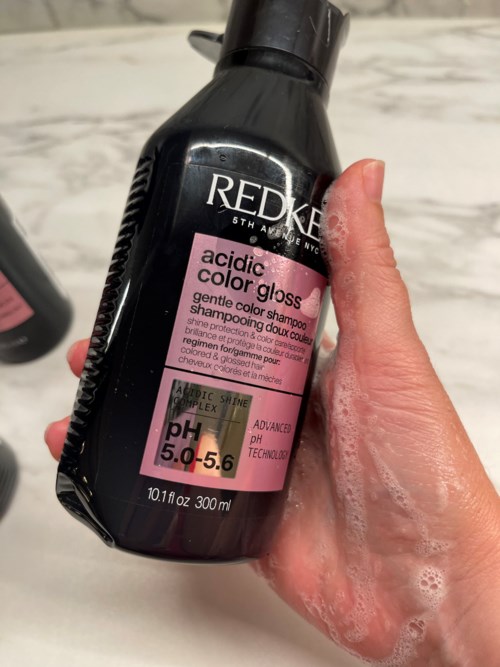 REDKE
5TH AVENUE NYC
acidic
color gloss
gentle color shampoo
shampooing doux couleur
shine protection & color care
brillance et protège la couleur
regimen for/gamme pour:
colored & glossed hair
cheveux colorés et la mèches
ACIDIC SHINE
COMPLEX
pH
5.0-5.6
ADVANCED
pH
TECHNOLOGY
10.1 fl oz 300 ml